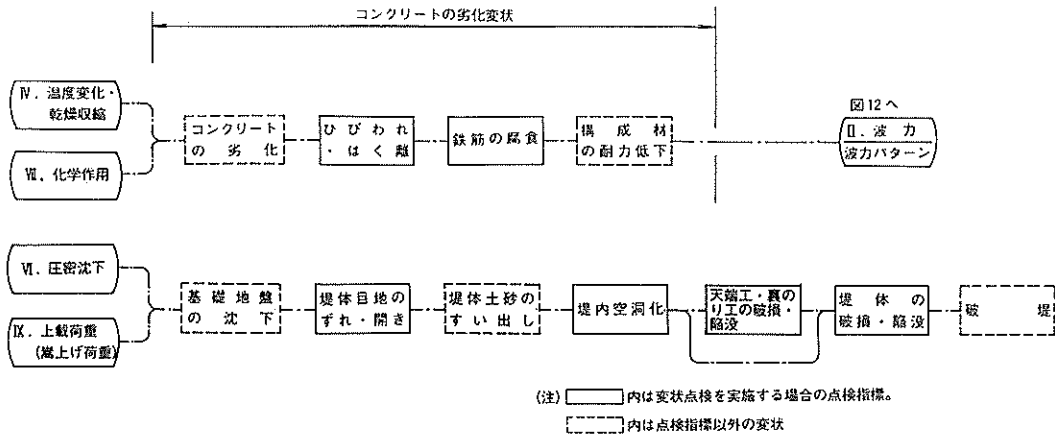 コンクリートの劣化変状
Ⅳ．温度変化・
乾燥収縮
Ⅶ．化学作用
コンクリート
の劣化
ひびわれ
・はく離
鉄筋の腐食
構成材
の耐力低下
図12へ
Ⅱ．波力
波力パターン
Ⅵ．圧密沈下
Ⅸ．上載荷重
(嵩上げ荷重)
基礎地盤
の沈下
堤体目地の
ずれ・開き
堤体土砂の
すい出し
堤内空洞化
天端工・裏の
り工の破損・
陥没
堤体の
破損・陥没
破堤
(注) 内は変状点検を実施する場合の点検指標。
内は点検指標以外の変状